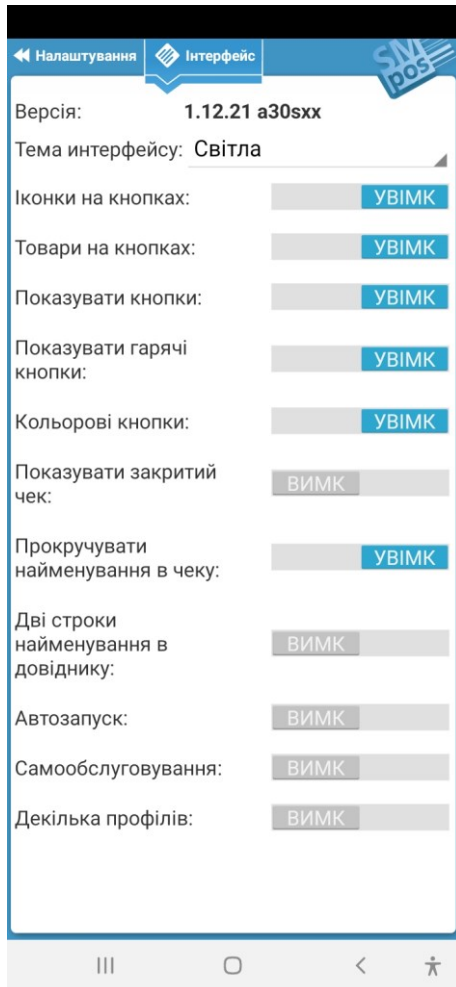 Налаштування Інтерфейс SM pos
Версія: 1.12.21 a30sxx
Тема интерфейсу: Світла
Іконки на кнопках: УВІМК
Товари на кнопках: УВІМК
Показувати кнопки: УВІМК
Показувати гарячі
кнопки: УВІМК
Кольорові кнопки: УВІМК
Показувати закритий
чек: ВИМК
Прокручувати
найменування в чеку: УВІМК
Дві строки
найменування в
довіднику: ВИМК
Автозапуск: ВИМК
Самообслуговування: ВИМК
Декілька профілів: ВИМК